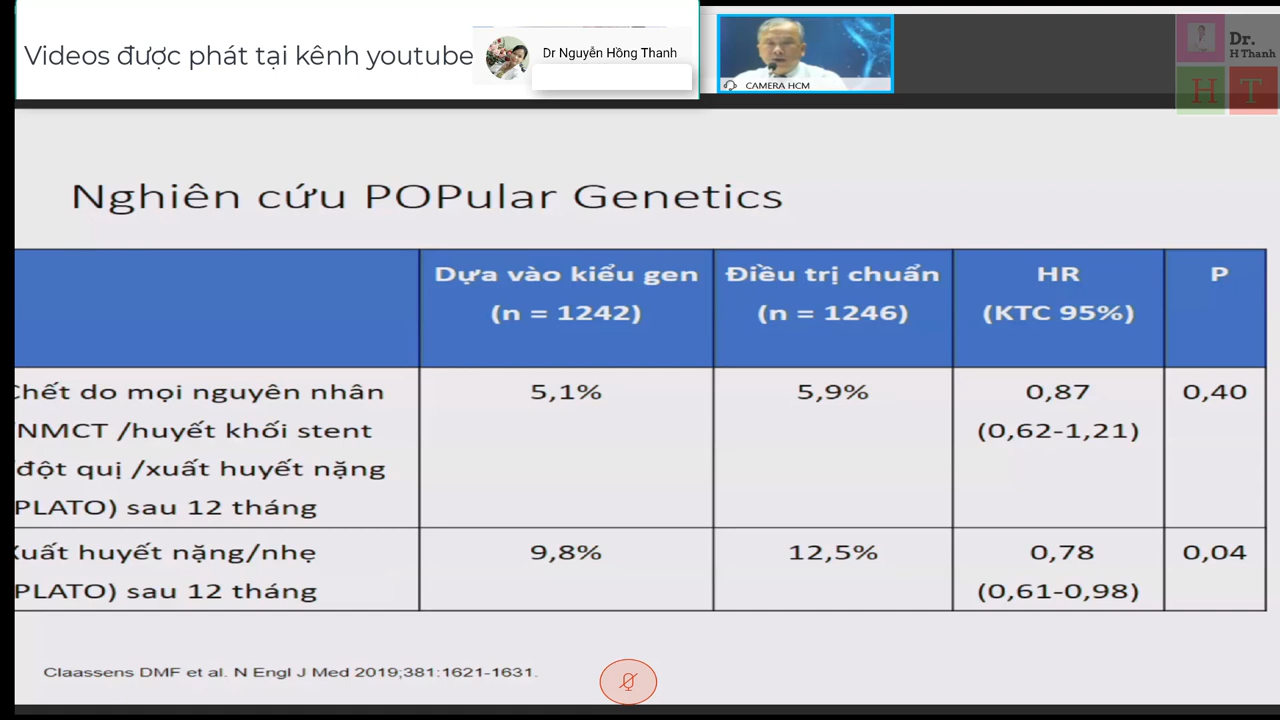 Videos được phát tại kênh youtube
Dr Nguyễn Hồng Thanh
CAMERA HCM
Dr.
H Thanh
H T
Nghiên cứu POPular Genetics
Dựa vào kiểu gen
(n = 1242)
Điều trị chuẩn
(n = 1246)
HR
(KTC 95%)
P
Chết do mọi nguyên nhân
NMCT /huyết khối stent
/đột quị /xuất huyết nặng
PLATO) sau 12 tháng
5,1%
5,9%
0,87
(0,62-1,21)
0,40
Xuất huyết nặng/nhẹ
PLATO) sau 12 tháng
9,8%
12,5%
0,78
(0,61-0,98)
0,04
Claassens DMF et al. N Engl J Med 2019;381:1621-1631.